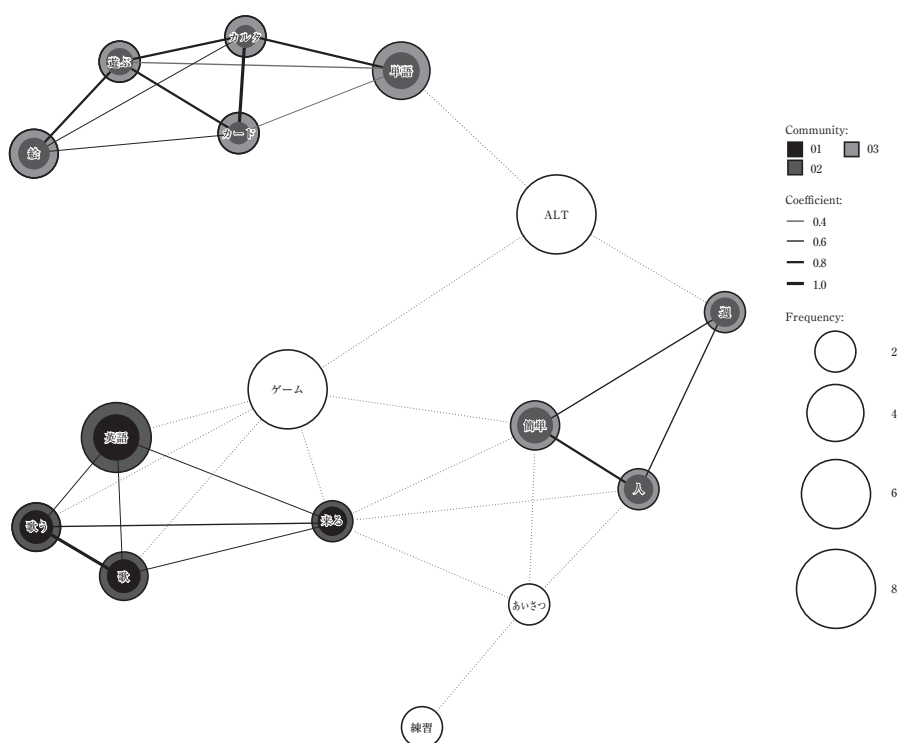 カルタ
遊ぶ
単語
カード
絵
ALT
週
ゲーム
簡単
英語
人
来る
歌う
歌
あいさつ
練習
Community:
01 03
02
Coefficient:
0.4
0.6
0.8
1.0
Frequency:
2
4
6
8